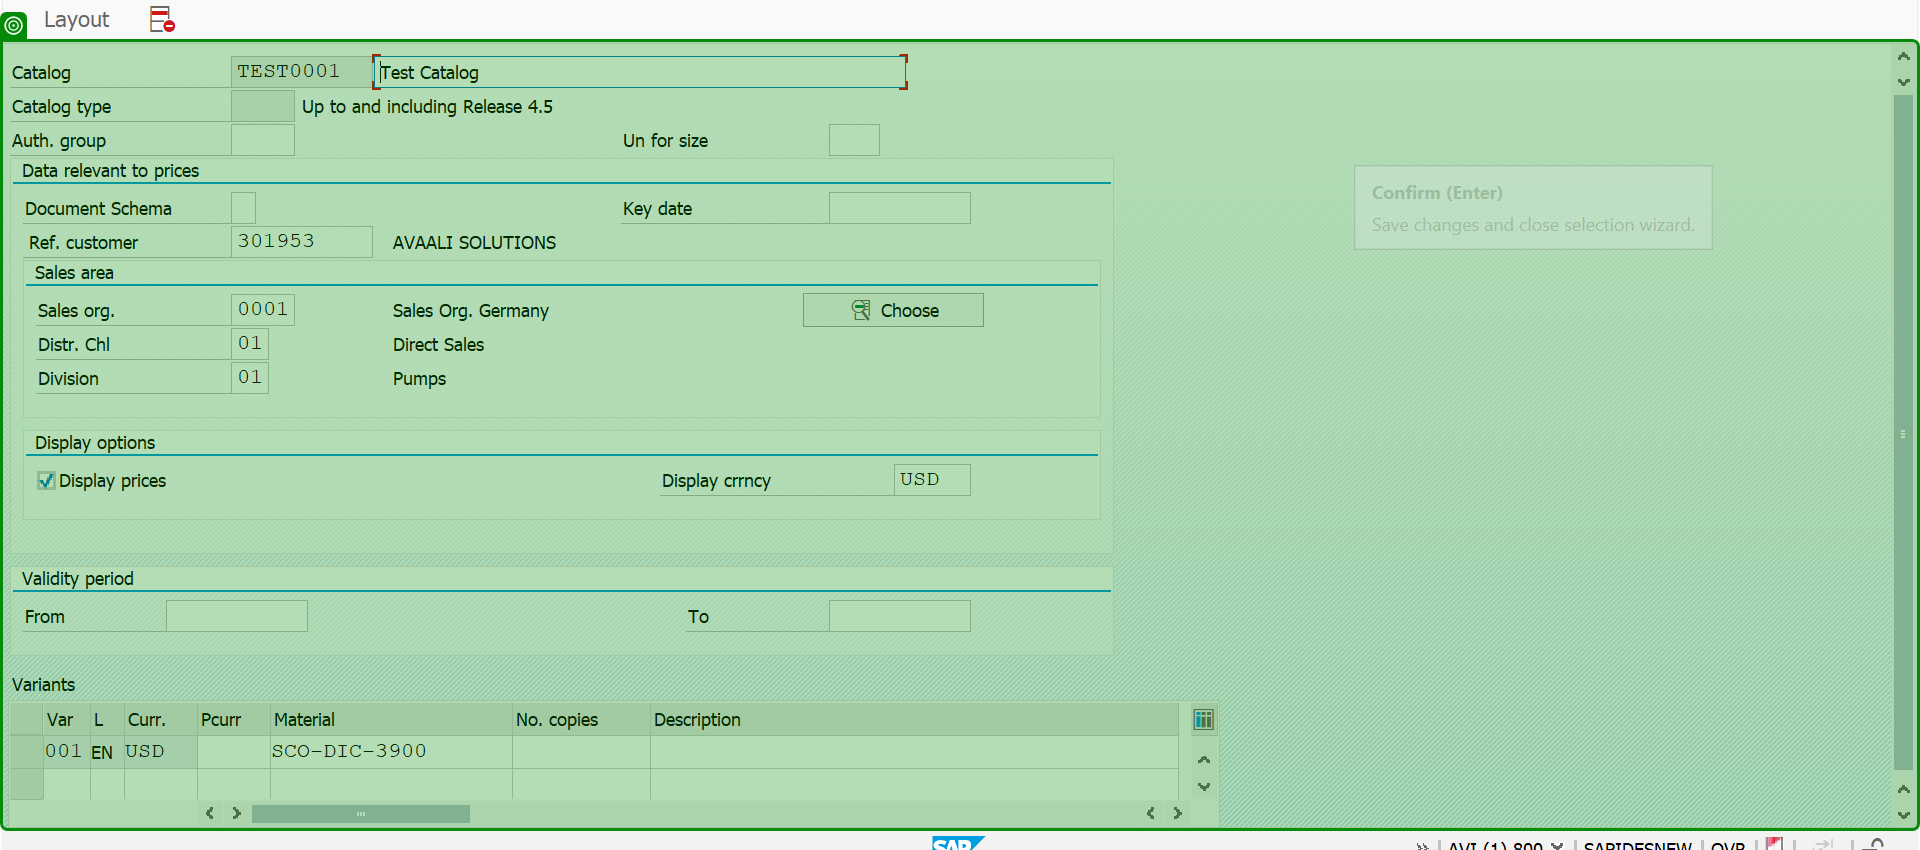 Layout
Catalog TEST0001 Test Catalog
Catalog type Up to and including Release 4.5
Auth. group Un for size
Data relevant to prices
Confirm (Enter)
Save changes and close selection wizard.
Document Schema Key date
Ref. customer 301953 AVAALI SOLUTIONS
Sales area
Sales org. 0001 Sales Org. Germany Choose
Distr. Chl 01 Direct Sales
Division 01 Pumps
Display options
Display prices Display crrncy USD
Validity period
From To
Variants
Var L Curr. Pcurr Material No. copies Description
001 EN USD SCO-DIC-3900
SAP AVI (1) 800 SAPIDESNEW OVR